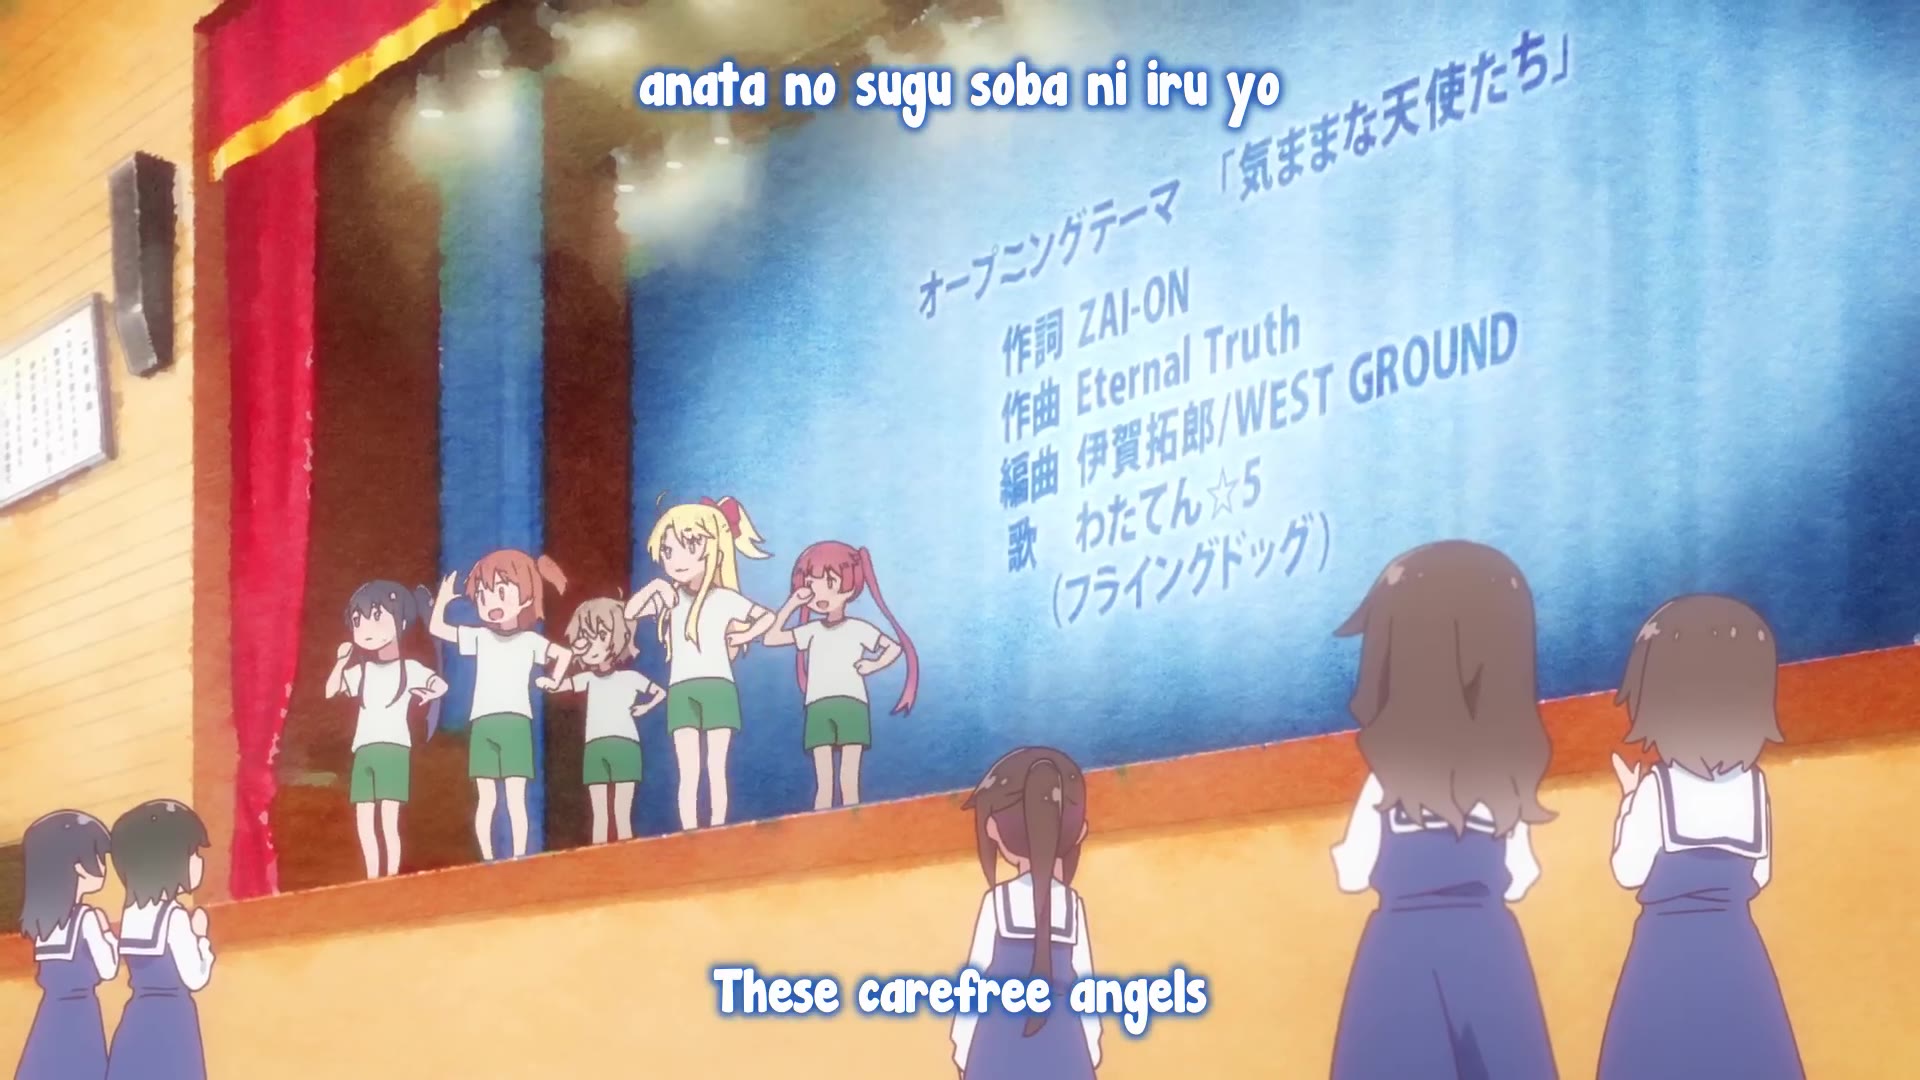 anata no sugu soba ni iru yo
オープニングテーマ 「気ままな天使たち」
作詞 ZAI-ON
作曲 Eternal Truth
編曲 伊賀拓郎/WEST GROUND
歌 わたてん☆5
(フライングドッグ)
These carefree angels